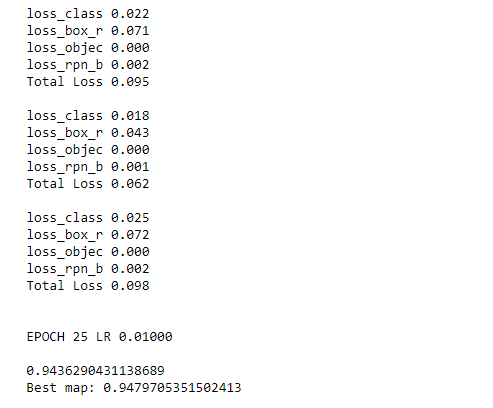 loss_class 0.022
loss_box_r 0.071
loss_objec 0.000
loss_rpn_b 0.002
Total Loss 0.095
loss_class 0.018
loss_box_r 0.043
loss_objec 0.000
loss_rpn_b 0.001
Total Loss 0.062
loss_class 0.025
loss_box_r 0.072
loss_objec 0.000
loss_rpn_b 0.002
Total Loss 0.098
EPOCH 25 LR 0.01000
0.9436290431138689
Best map: 0.9479705351502413